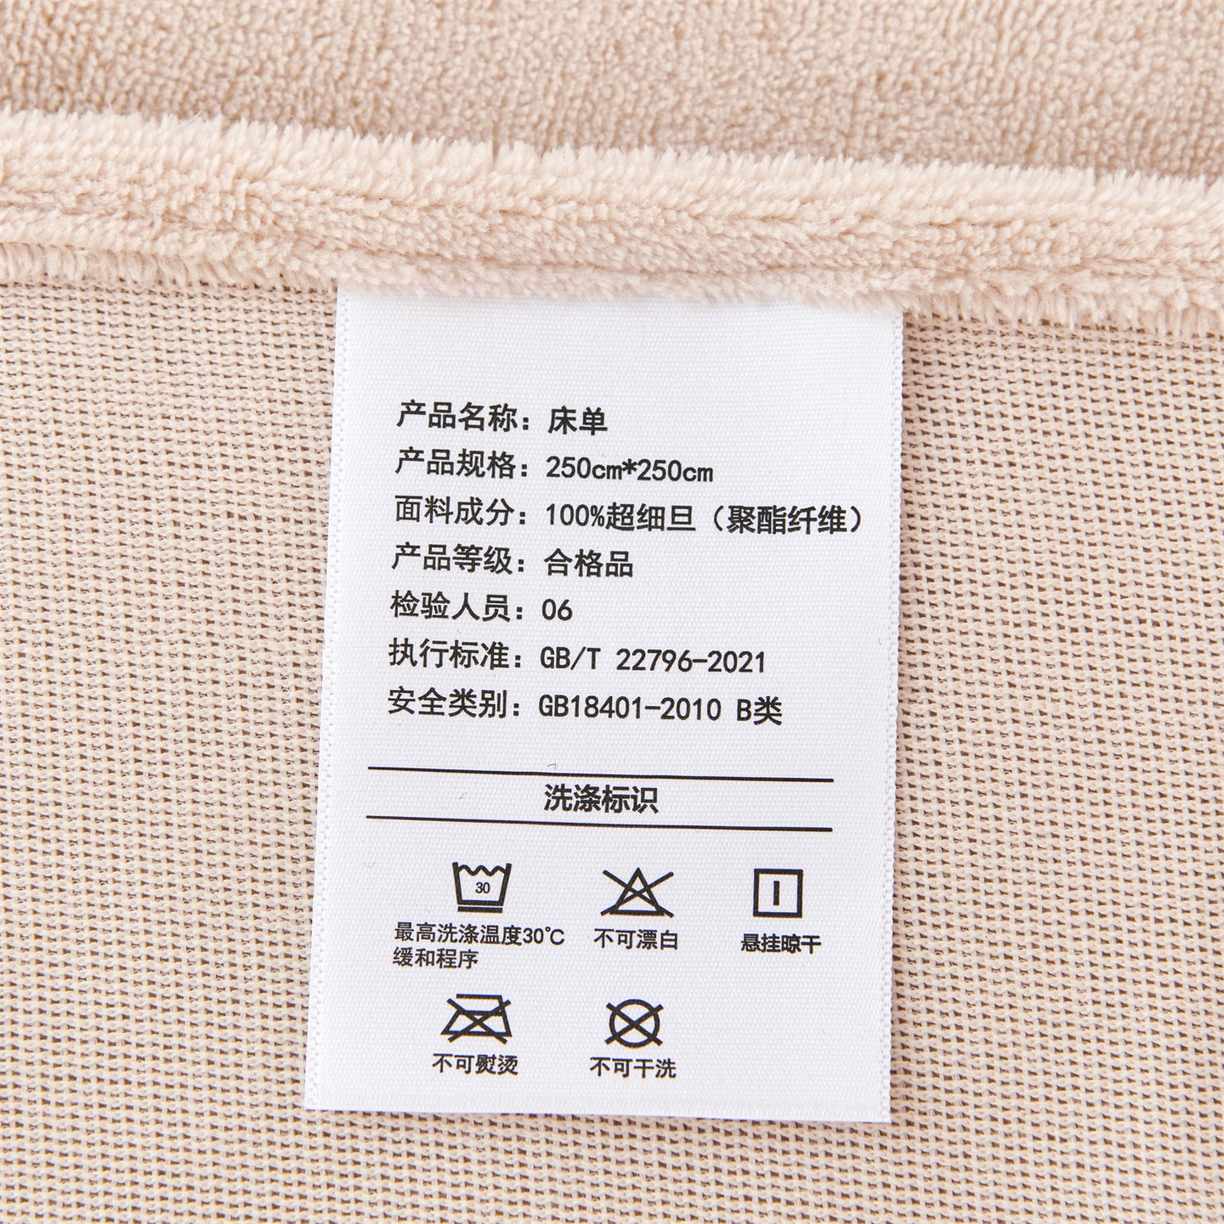 产品名称：床单
产品规格：250cm*250cm
面料成分：100%超细旦（聚酯纤维）
产品等级：合格品
检验人员：06
执行标准：GB/T 22796-2021
安全类别：GB18401-2010 B类
洗涤标识
30
最高洗涤温度30℃
缓和程序
不可漂白
悬挂晾干
不可熨烫
不可干洗